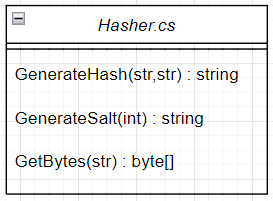 Hasher.cs
GenerateHash(str,str) : string
GenerateSalt(int) : string
GetBytes(str) : byte[]